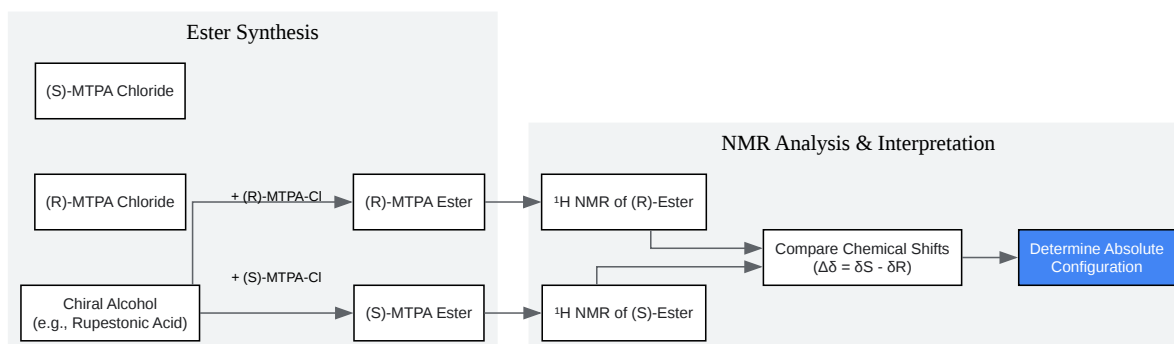 Ester Synthesis
(S)-MTPA Chloride
(R)-MTPA Chloride
+ (R)-MTPA-Cl
(R)-MTPA Ester
+ (S)-MTPA-Cl
Chiral Alcohol
(e.g., Rupestonic Acid)
(S)-MTPA Ester
NMR Analysis & Interpretation
¹H NMR of (R)-Ester
¹H NMR of (S)-Ester
Compare Chemical Shifts
(Δδ = δS - δR)
Determine Absolute
Configuration